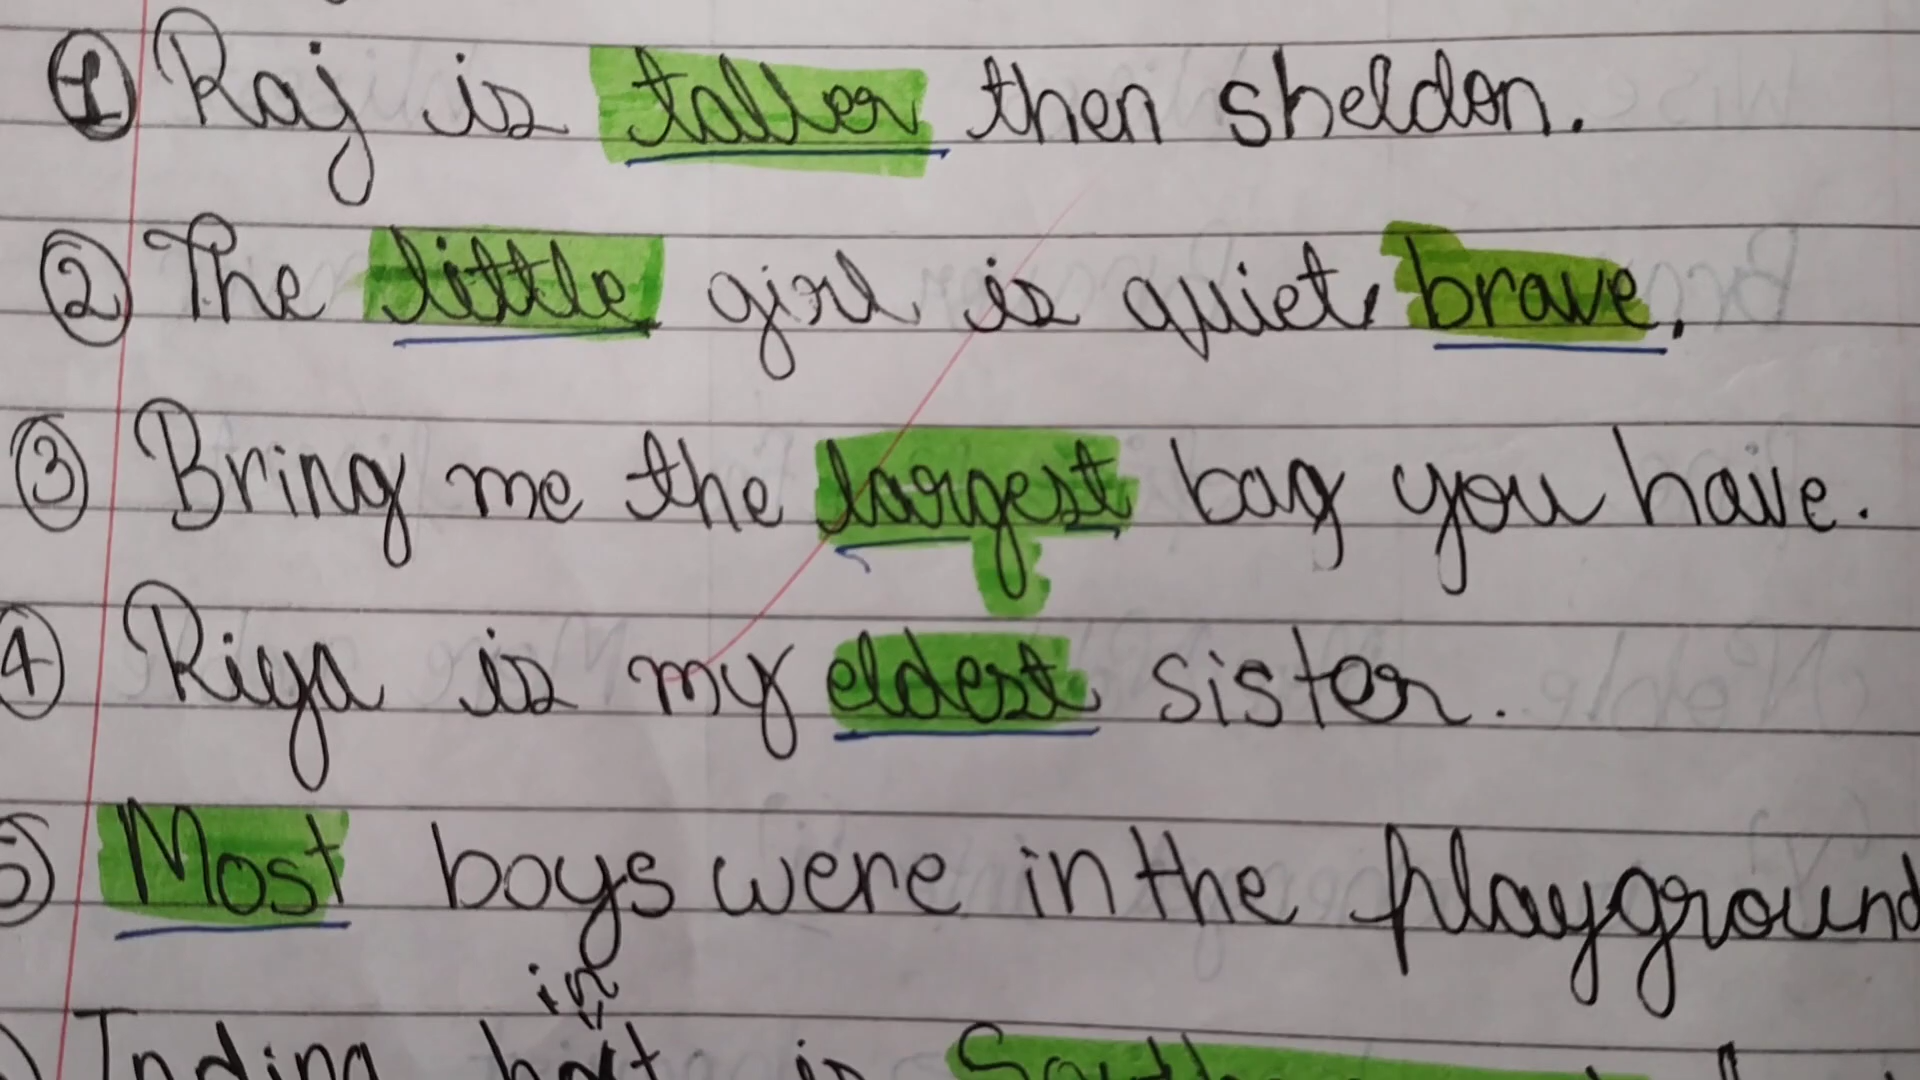 ① Raj is taller then sheldon.
② The little girl is quiet brave.
③ Bring me the largest bag you have.
④ Riya is my eldest sister.
⑤ Most boys were in the playground
is